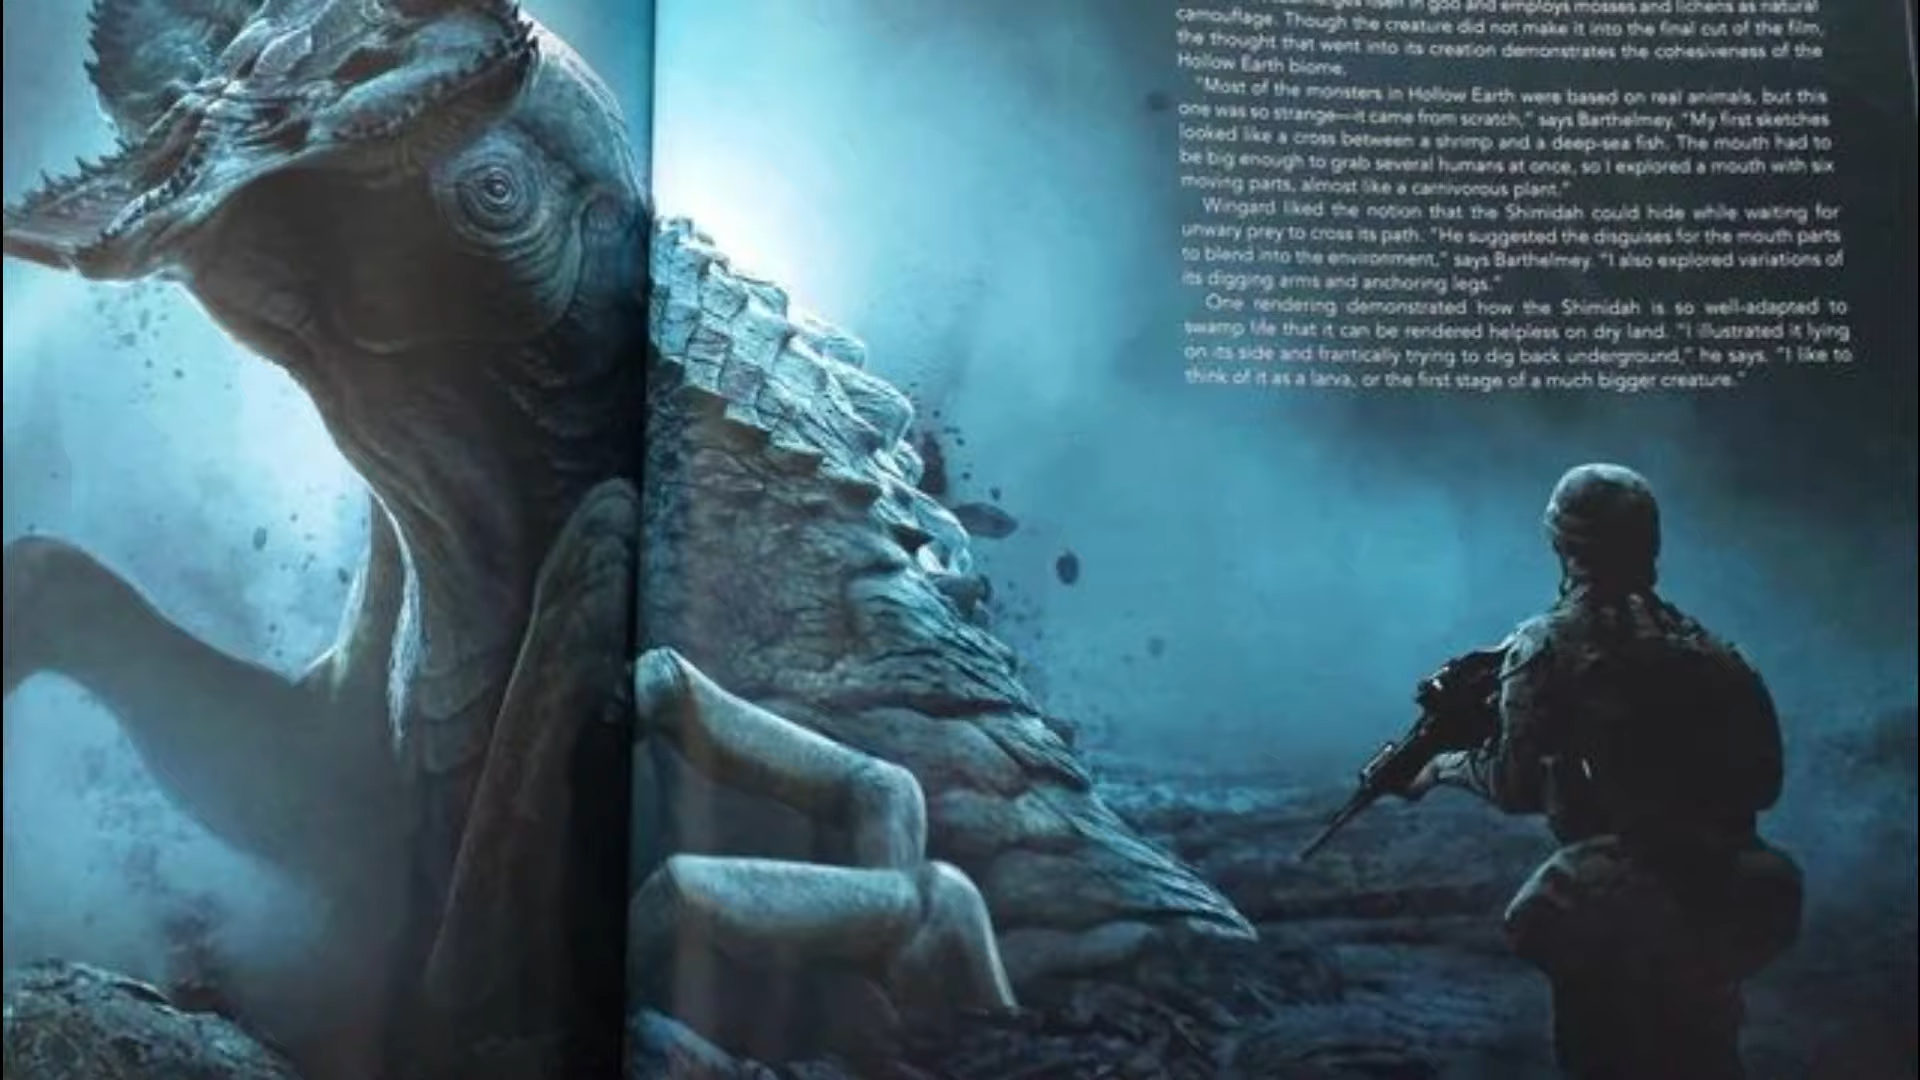 in goo and employs mosses and lichens as natural
camouflage. Though the creature did not make it into the final cut of the film,
the thought that went into its creation demonstrates the cohesiveness of the
Hollow Earth biome.
"Most of the monsters in Hollow Earth were based on real animals, but this
one was so strange—it came from scratch," says Barthelmey. "My first sketches
looked like a cross between a shrimp and a deep-sea fish. The mouth had to
be big enough to grab several humans at once, so I explored a mouth with six
moving parts, almost like a carnivorous plant."
Wingard liked the notion that the Shimidah could hide while waiting for
unwary prey to cross its path. "He suggested the disguises for the mouth parts
to blend into the environment," says Barthelmey. "I also explored variations of
its digging arms and anchoring legs."
One rendering demonstrated how the Shimidah is so well-adapted to
swamp life that it can be rendered helpless on dry land. "I illustrated it lying
on its side and frantically trying to dig back underground," he says. "I like to
think of it as a larva, or the first stage of a much bigger creature."